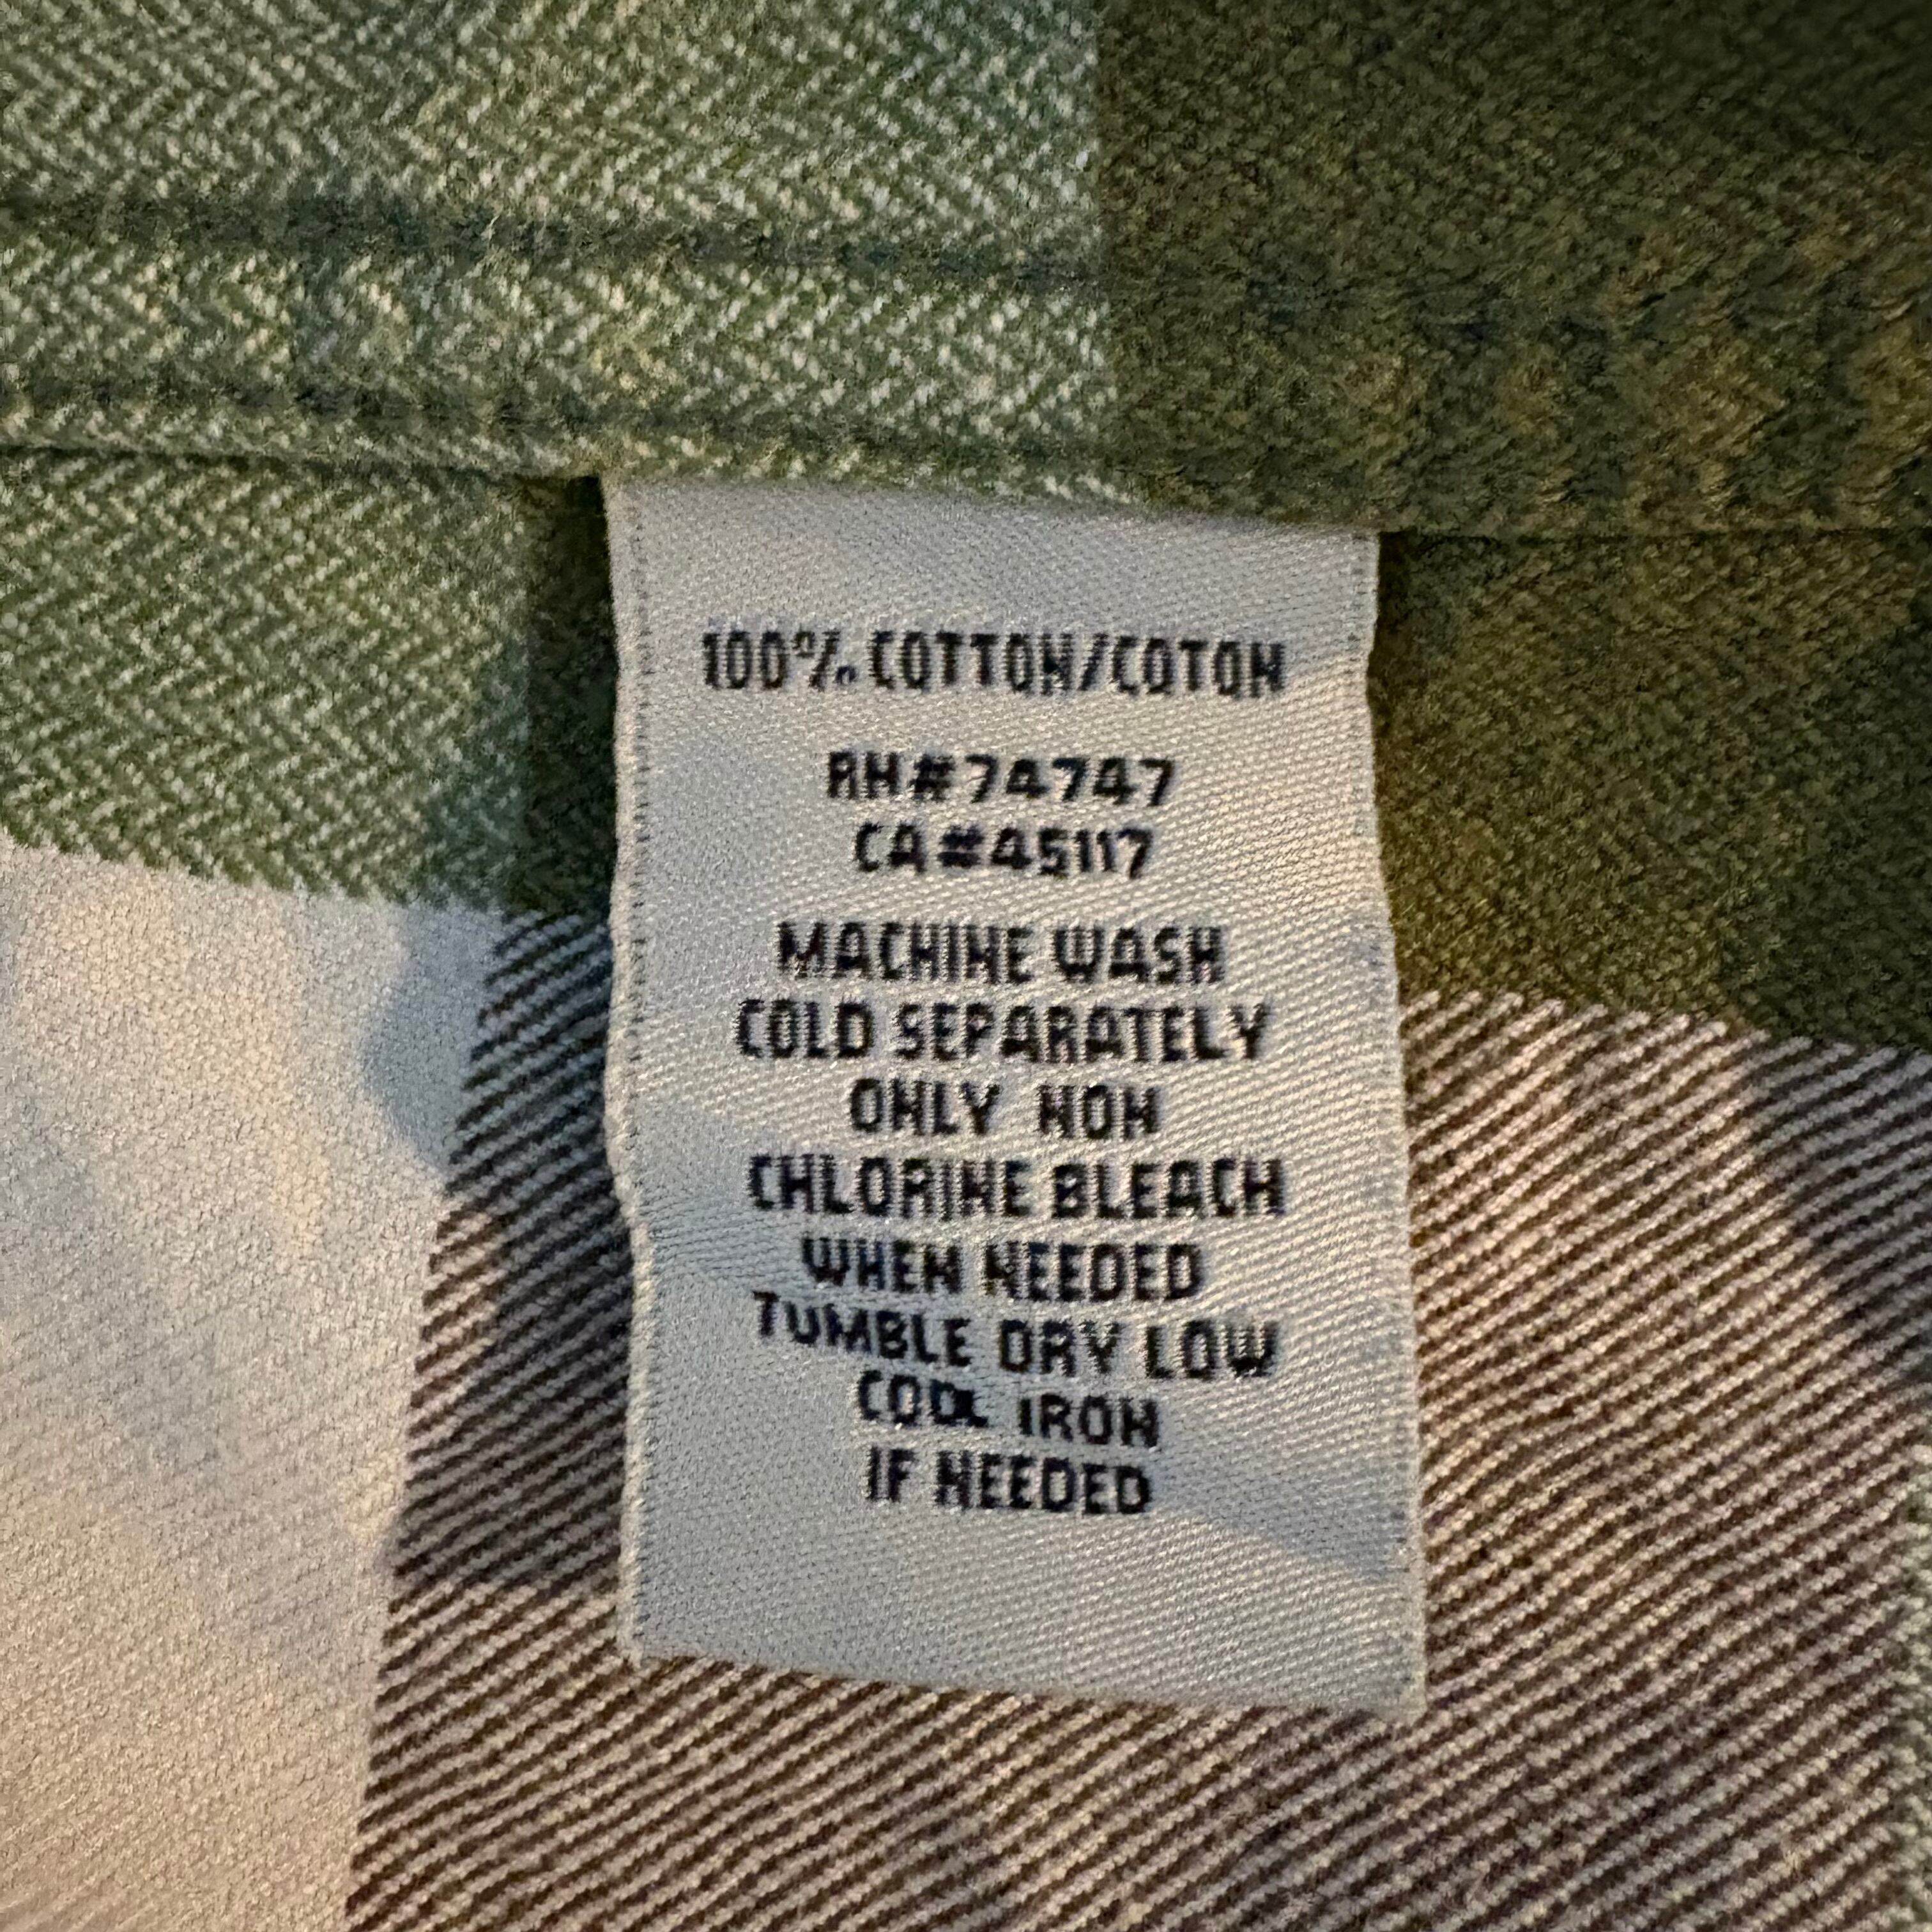 100% COTTON/COTON
RN#74747
CA#45117
MACHINE WASH
COLD SEPARATELY
ONLY NON
CHLORINE BLEACH
WHEN NEEDED
TUMBLE DRY LOW
COOL IRON
IF NEEDED